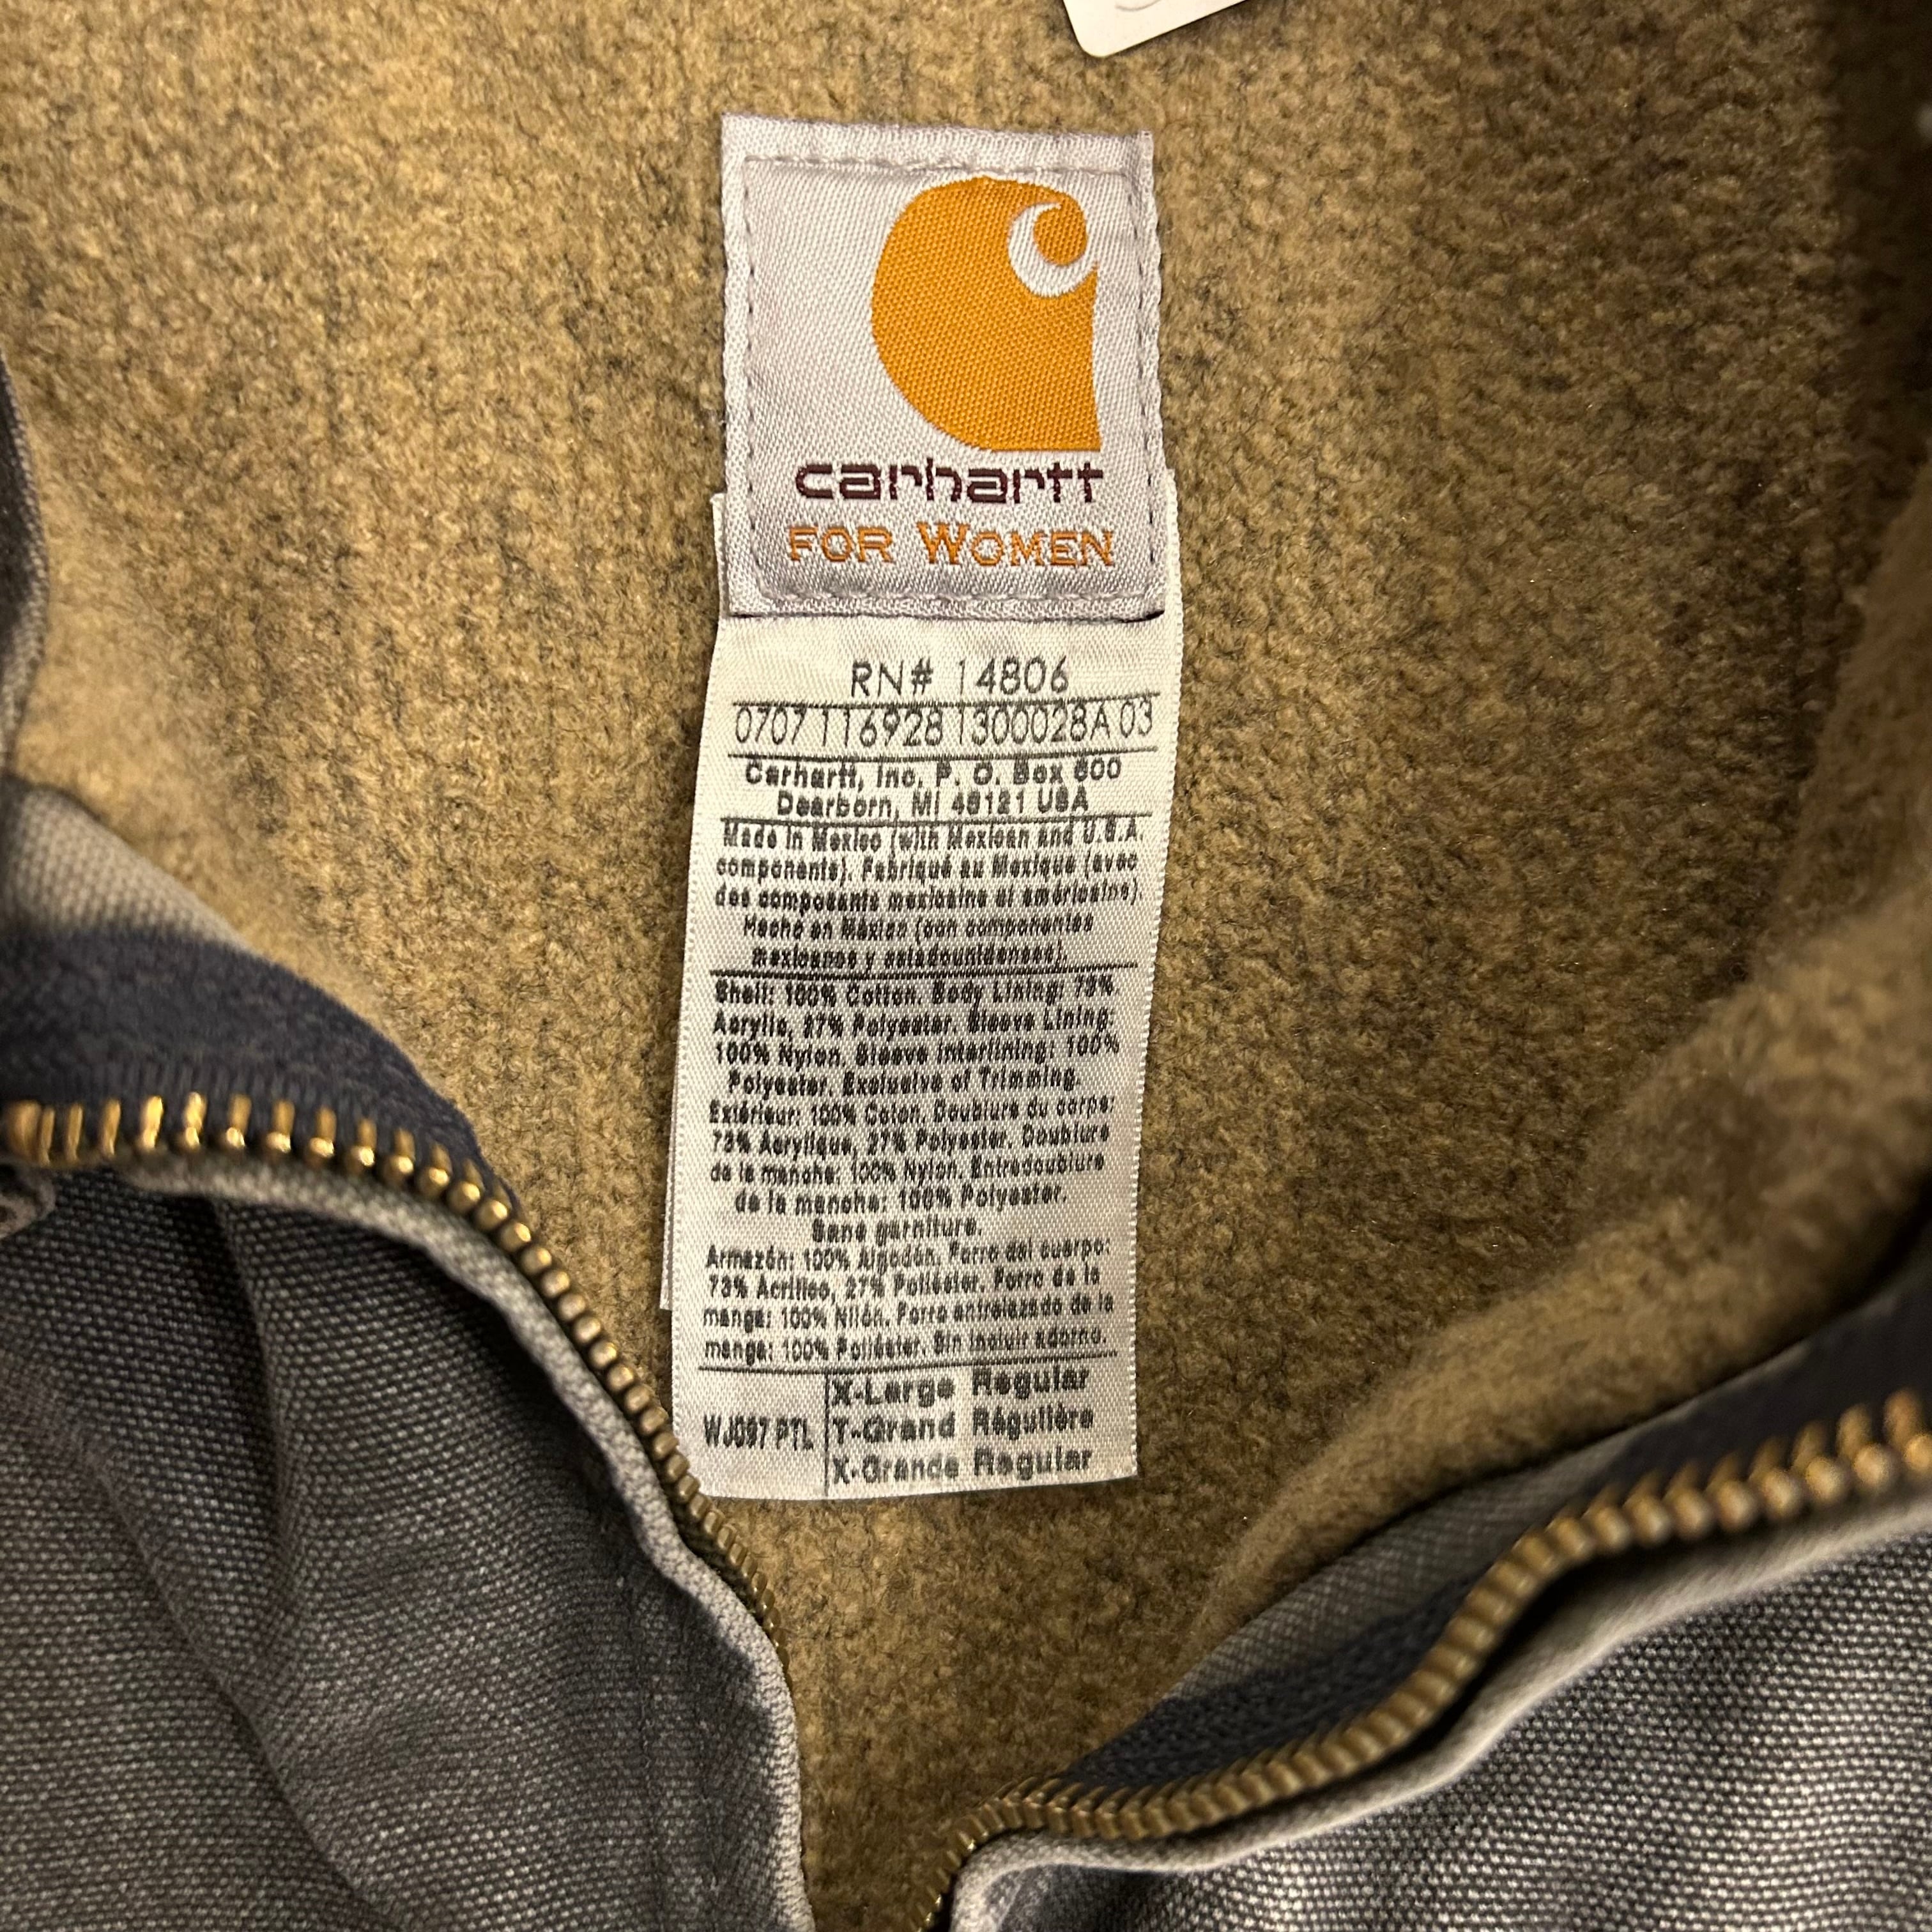 carhartt
FOR WOMEN
RN# 14806
0707 116928 1300028A 03
Carhartt, Inc. P. O. Box 600
Dearborn, MI 48121 USA
Made in Mexico (with Mexican and U.S.A.
components). Fabriqué au Mexique (avec
des composants mexicains et américains).
Hecho en México (con componentes
mexicanos y estadounidenses).
Shell: 100% Cotton. Body Lining: 73%
Acrylic, 27% Polyester. Sleeve Lining:
100% Nylon. Sleeve Interlining: 100%
Polyester. Exclusive of Trimming.
Extérieur: 100% Coton. Doublure du corps:
73% Acrylique, 27% Polyester. Doublure
de la manche: 100% Nylon. Entredoublure
de la manche: 100% Polyester.
Sans garniture.
Armazón: 100% Algodón. Forro del cuerpo:
73% Acrílico, 27% Poliéster. Forro de la
manga: 100% Nilón. Forro entrelazado de la
manga: 100% Poliéster. Sin incluir adorno.
WJ097 PTL
X-Large Regular
T-Grand Régulière
X-Grande Regular